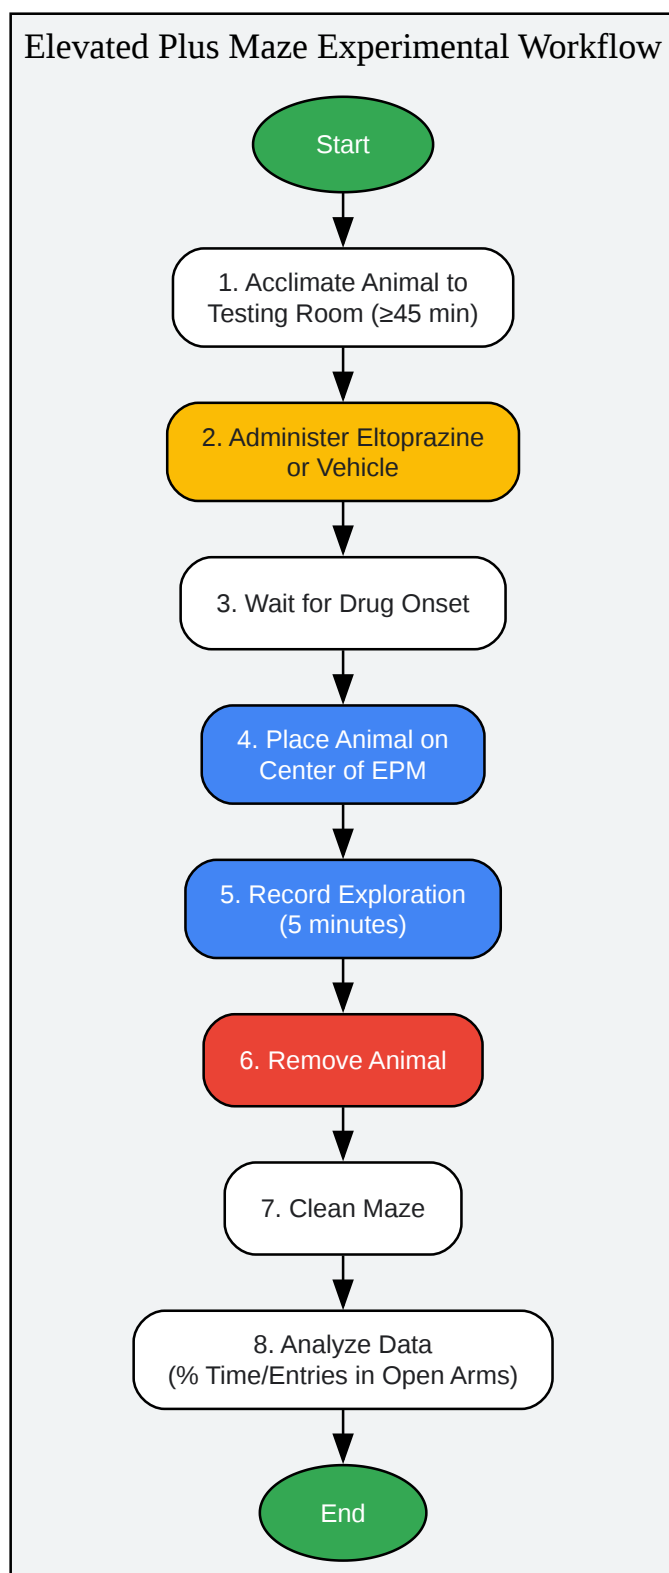 Elevated Plus Maze Experimental Workflow
Start
1. Acclimate Animal to
Testing Room (≥45 min)
2. Administer Eltoprazine
or Vehicle
3. Wait for Drug Onset
4. Place Animal on
Center of EPM
5. Record Exploration
(5 minutes)
6. Remove Animal
7. Clean Maze
8. Analyze Data
(% Time/Entries in Open Arms)
End